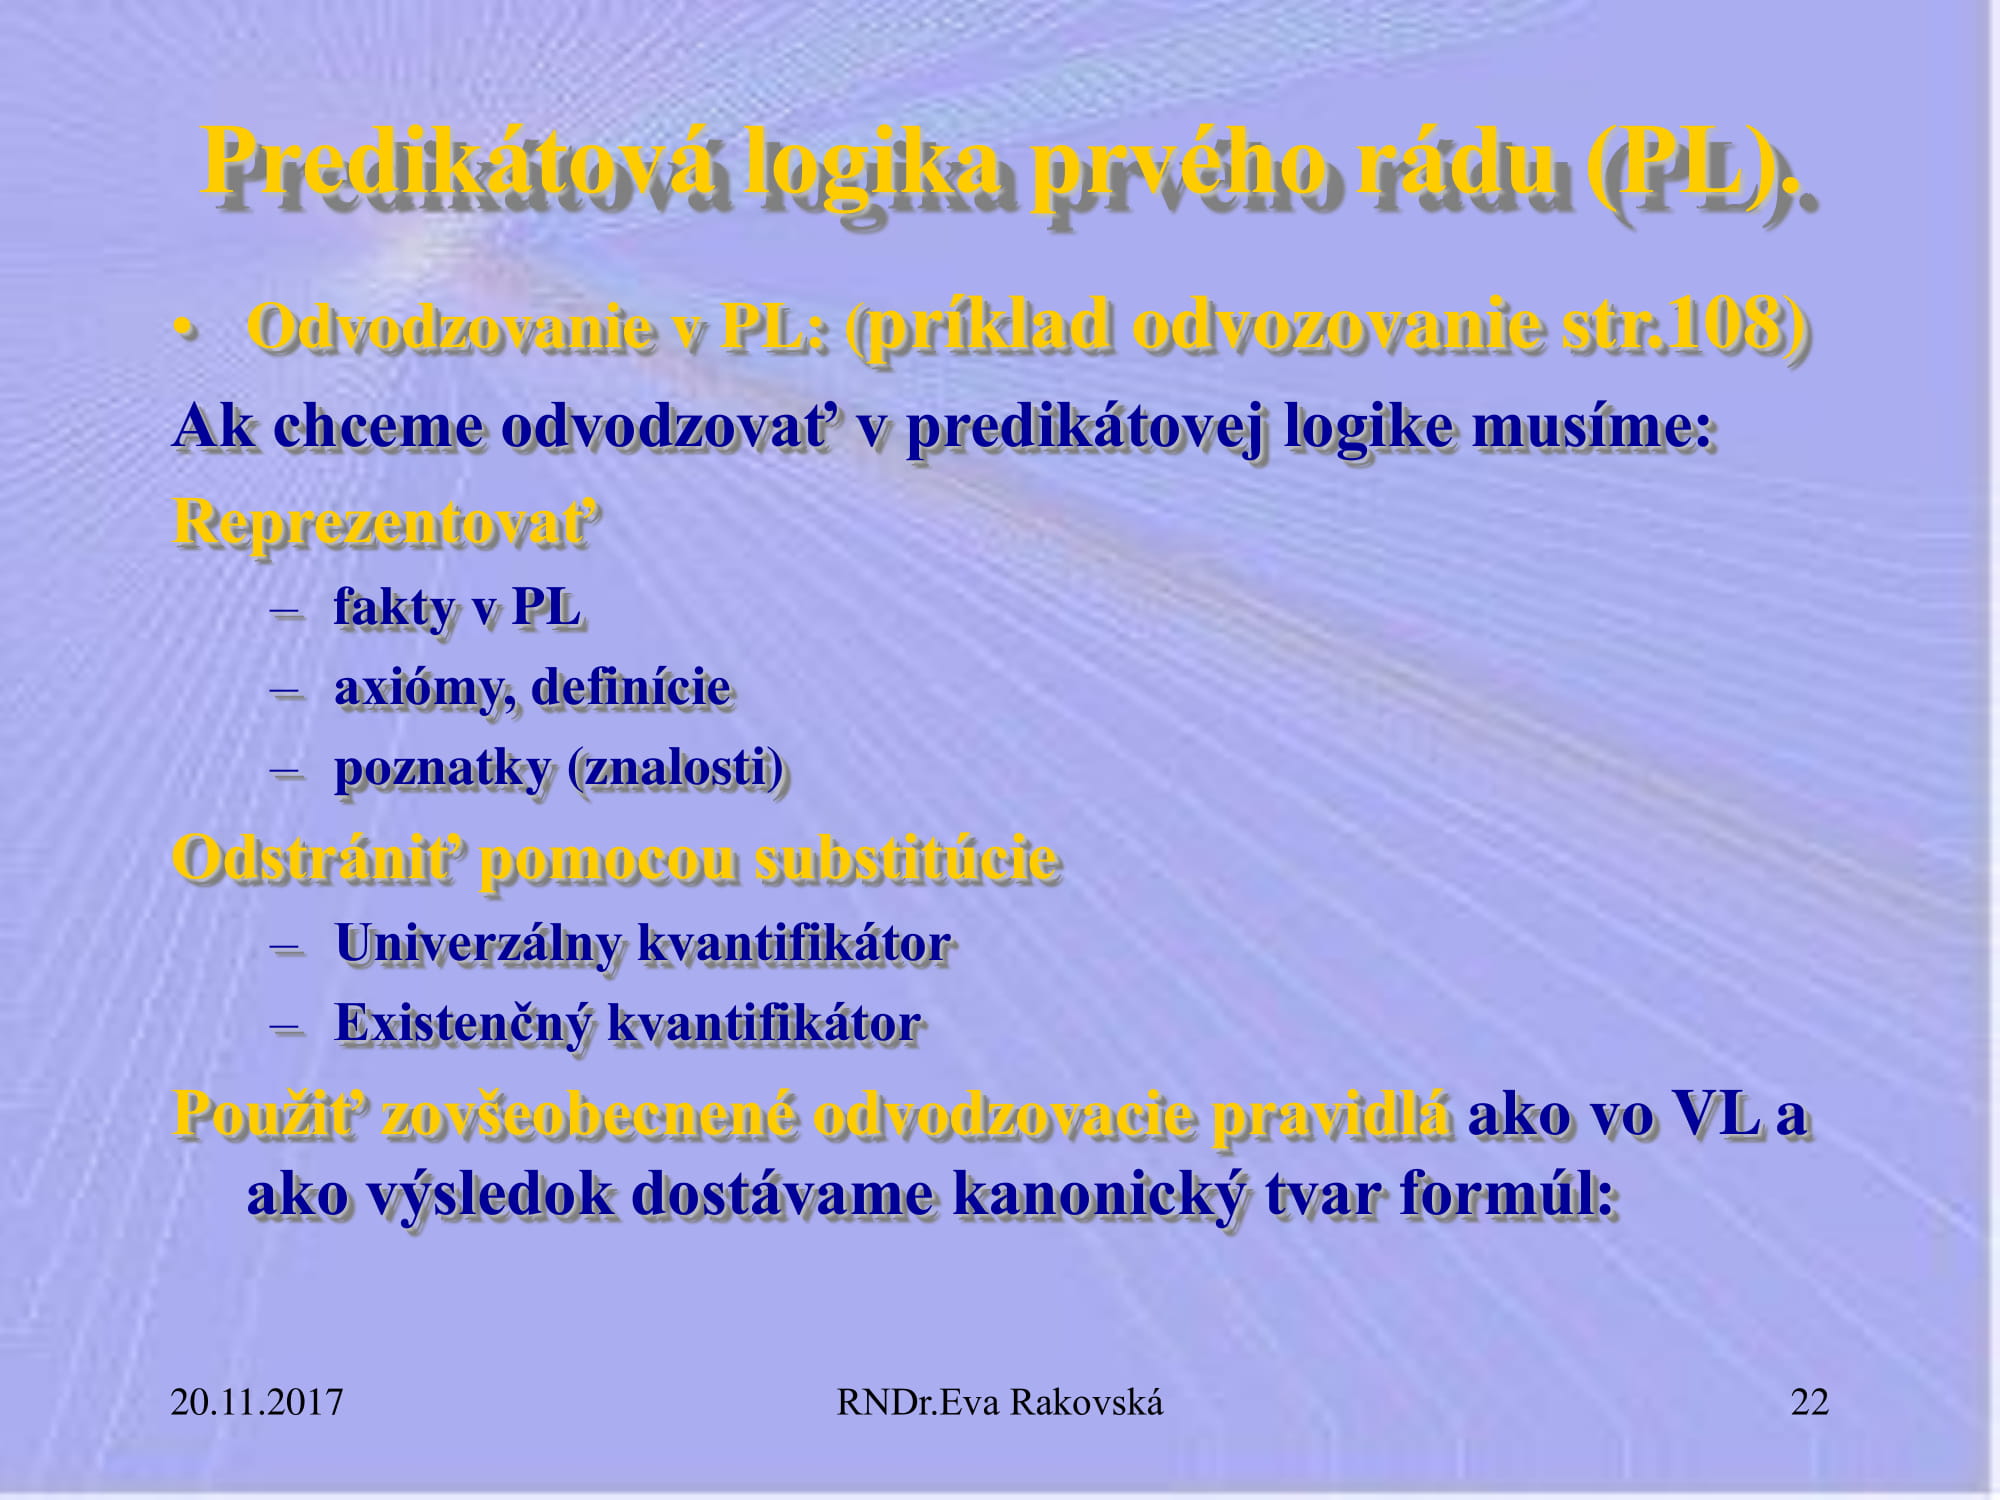 Predikátová logika prvého rádu (PL).
• Odvodzovanie v PL: (príklad odvozovanie str.108)
Ak chceme odvodzovať v predikátovej logike musíme:
Reprezentovať
– fakty v PL
– axiómy, definície
– poznatky (znalosti)
Odstrániť pomocou substitúcie
– Univerzálny kvantifikátor
– Existenčný kvantifikátor
Použiť zovšeobecnené odvodzovacie pravidlá ako vo VL a
ako výsledok dostávame kanonický tvar formúl:
20.11.2017
RNDr.Eva Rakovská
22